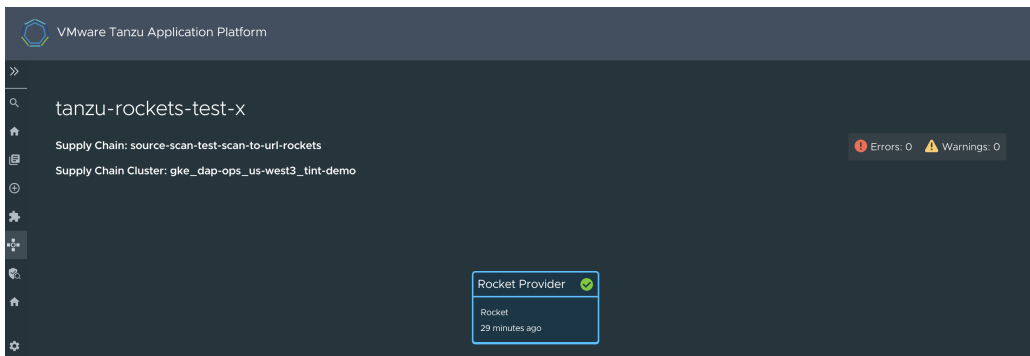 VMware Tanzu Application Platform
tanzu-rockets-test-x
Supply Chain: source-scan-test-scan-to-url-rockets
Supply Chain Cluster: gke_dap-ops_us-west3_tint-demo
Errors: 0 Warnings: 0
Rocket Provider
Rocket
29 minutes ago